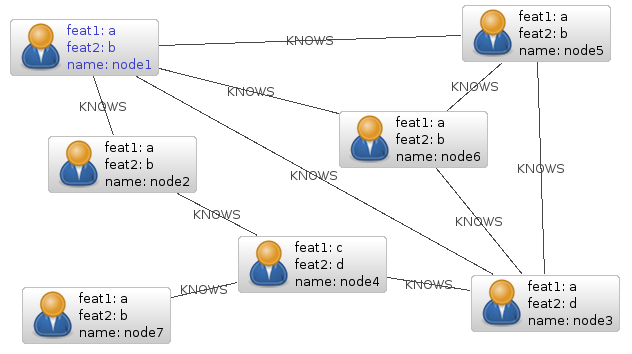 feat1: a
feat2: b
name: node1
KNOWS
feat1: a
feat2: b
name: node5
KNOWS
KNOWS
KNOWS
feat1: a
feat2: b
name: node6
feat1: a
feat2: b
name: node2
KNOWS
KNOWS
KNOWS
KNOWS
feat1: c
feat2: d
name: node4
KNOWS
KNOWS
feat1: a
feat2: d
name: node3
feat1: a
feat2: b
name: node7